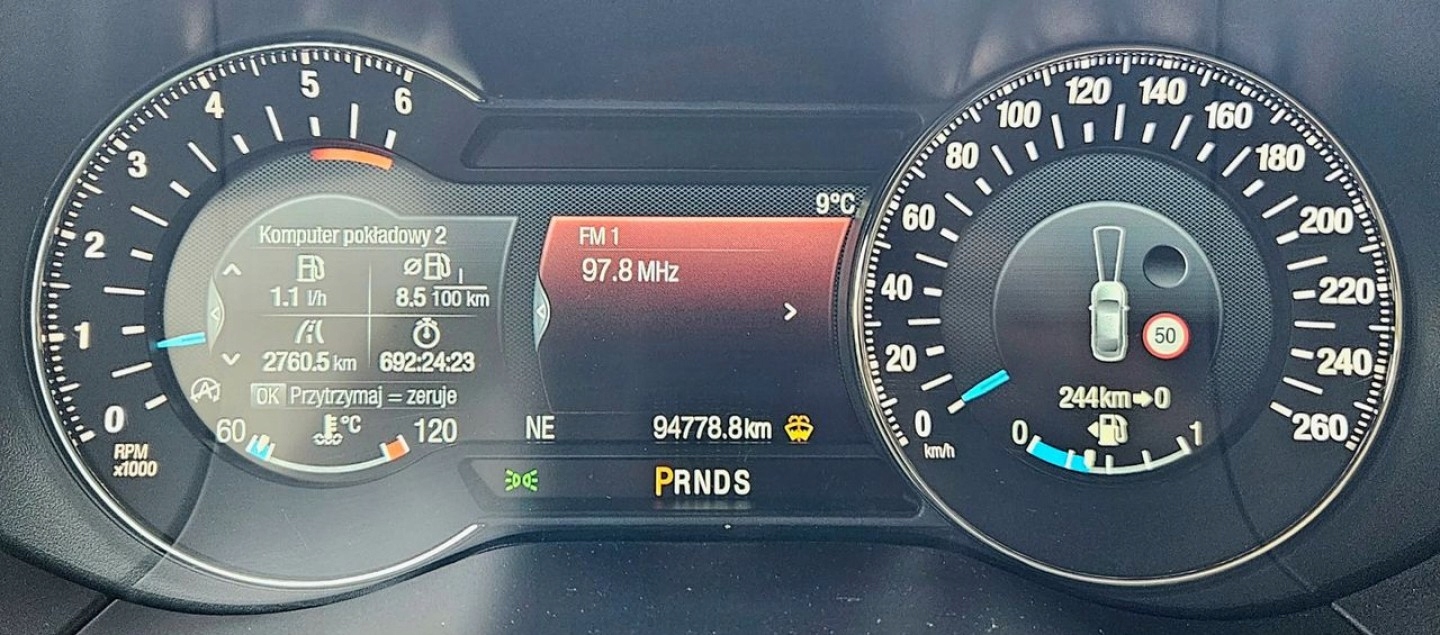 0
1
2
3
4
5
6
RPM
x1000
Komputer pokładowy 2
1.1 l/h
Ø 8.5 l 100 km
2760.5 km
692:24:23
OK Przytrzymaj = zeruje
60
°C
120
9°C
FM 1
97.8 MHz
NE
94778.8km
PRNDS
0
20
40
60
80
100
120
140
160
180
200
220
240
260
km/h
50
244km➡0
0
1